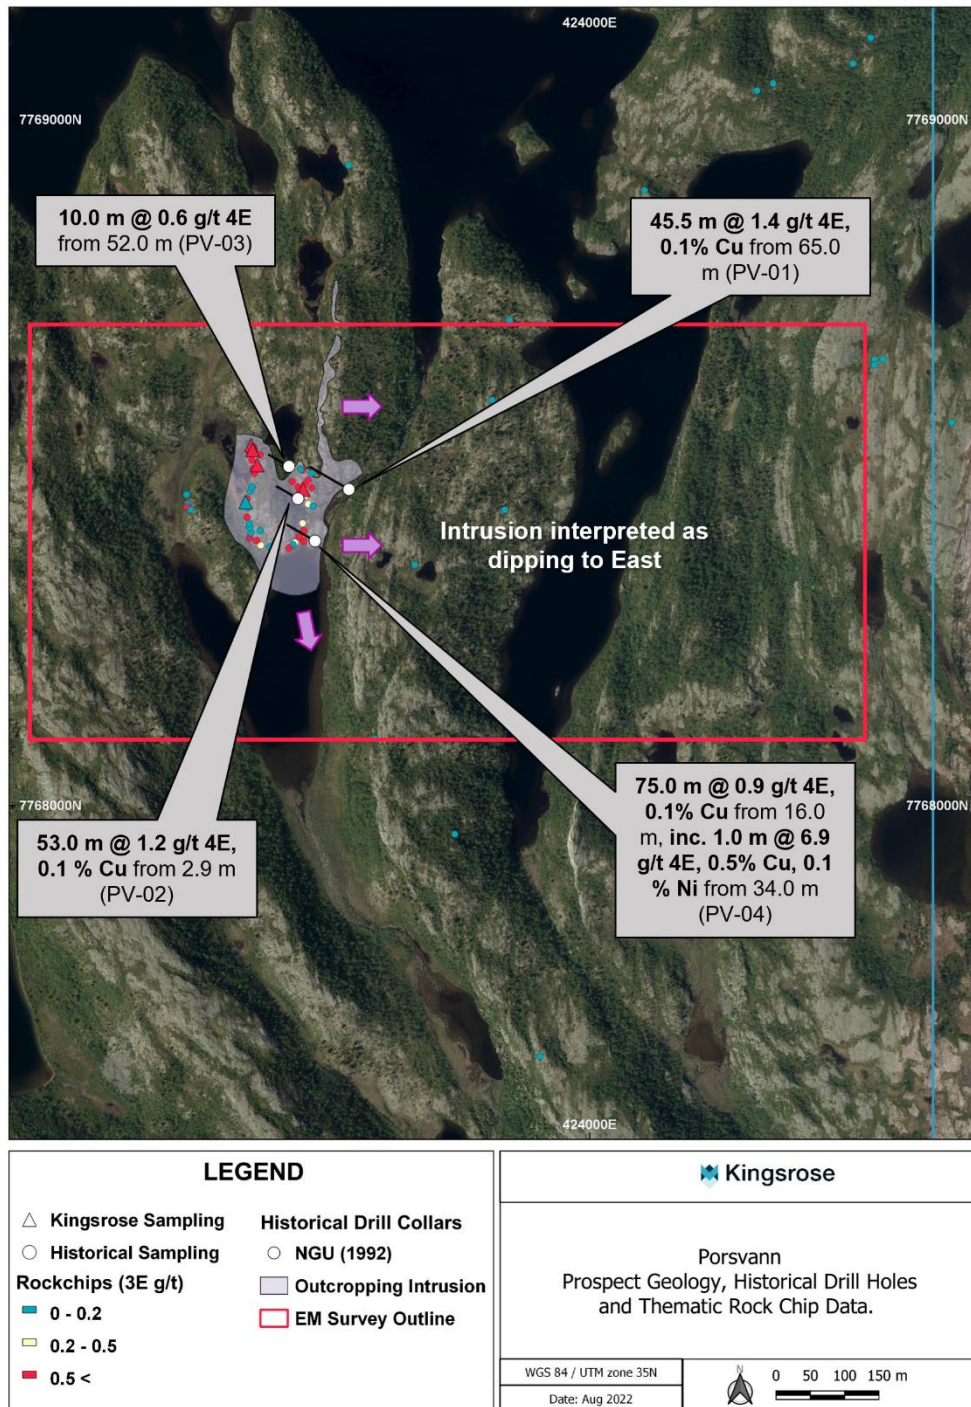 424000E
7769000N
7769000N
10.0 m @ 0.6 g/t 4E
from 52.0 m (PV-03)
45.5 m @ 1.4 g/t 4E,
0.1% Cu from 65.0
m (PV-01)
Intrusion interpreted as
dipping to East
7768000N
7768000N
53.0 m @ 1.2 g/t 4E,
0.1 % Cu from 2.9 m
(PV-02)
75.0 m @ 0.9 g/t 4E,
0.1% Cu from 16.0
m, inc. 1.0 m @ 6.9
g/t 4E, 0.5% Cu, 0.1
% Ni from 34.0 m
(PV-04)
424000E
LEGEND
Kingsrose Sampling
Historical Sampling
Rockchips (3E g/t)
0 - 0.2
0.2 - 0.5
0.5 <
Historical Drill Collars
NGU (1992)
Outcropping Intrusion
EM Survey Outline
Kingsrose
Porsvann
Prospect Geology, Historical Drill Holes
and Thematic Rock Chip Data.
WGS 84 / UTM zone 35N
Date: Aug 2022
N
0 50 100 150 m